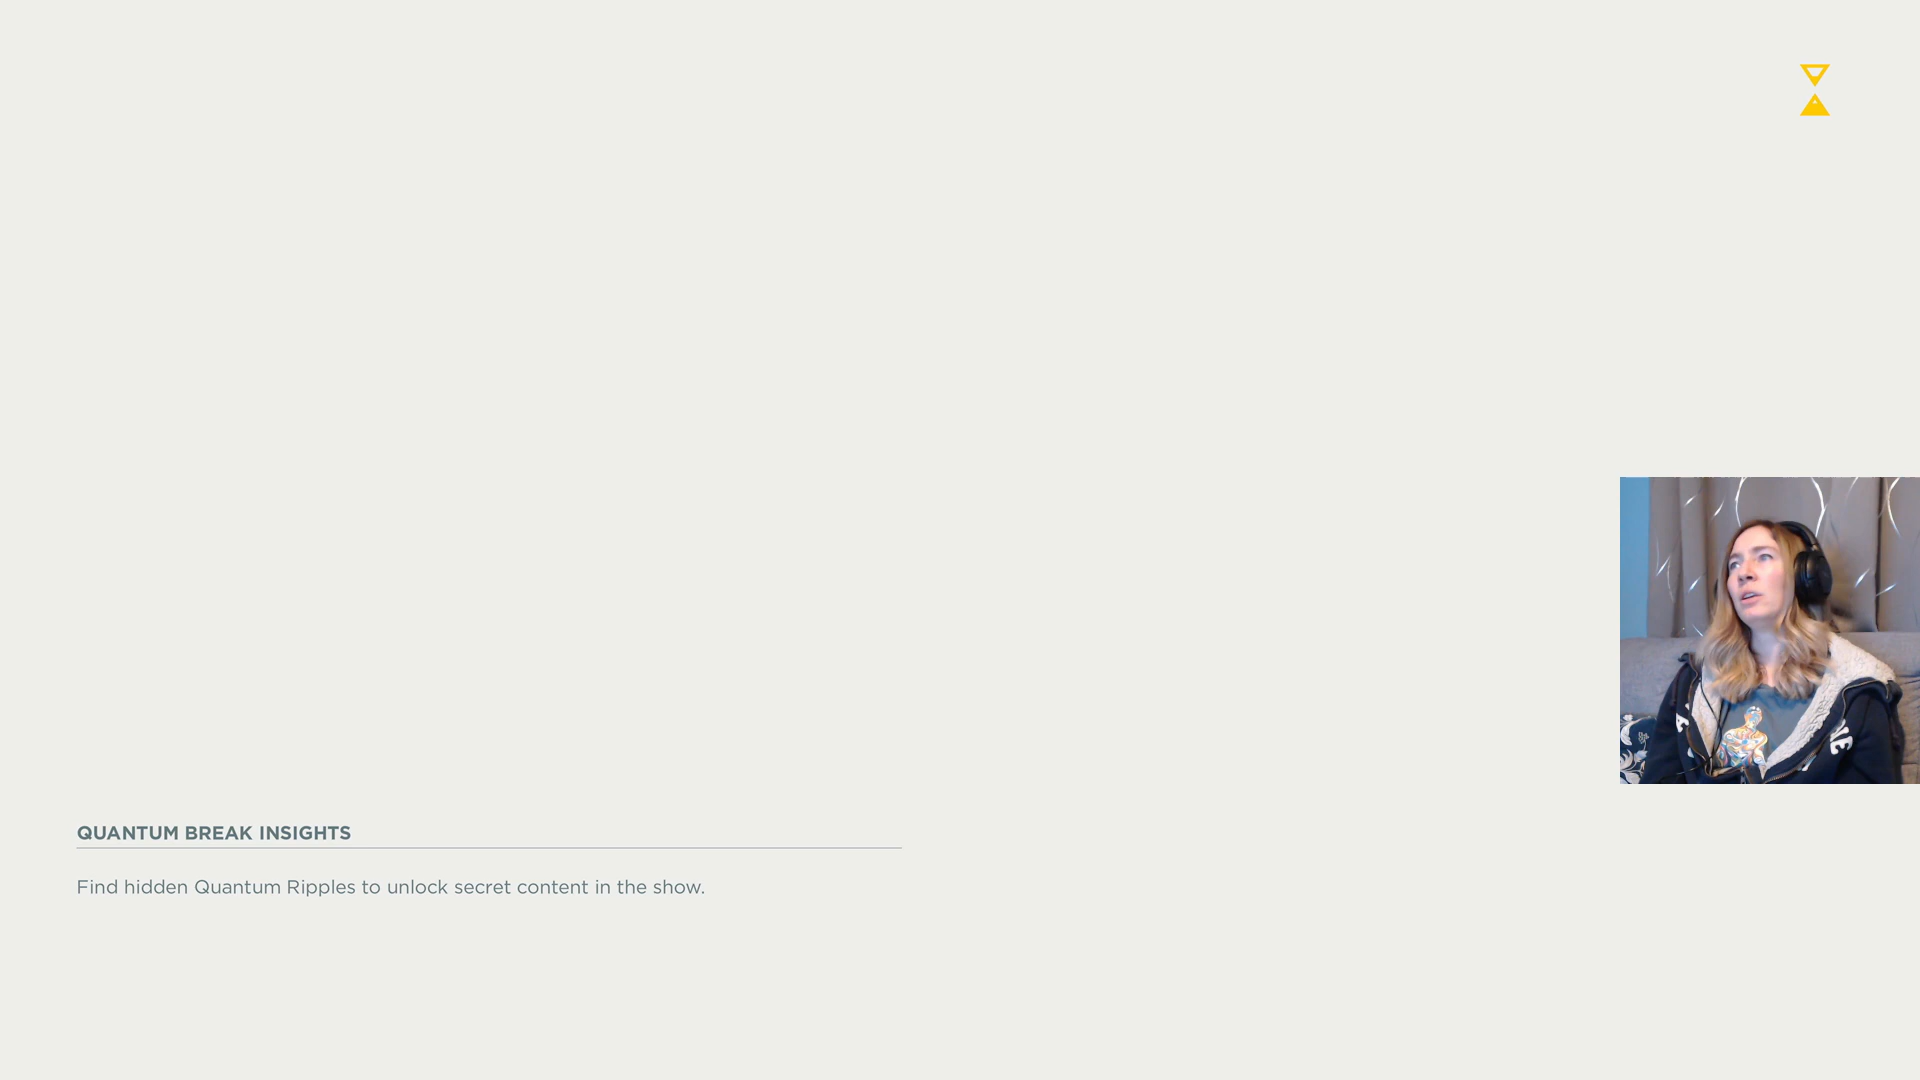 QUANTUM BREAK INSIGHTS
Find hidden Quantum Ripples to unlock secret content in the show.